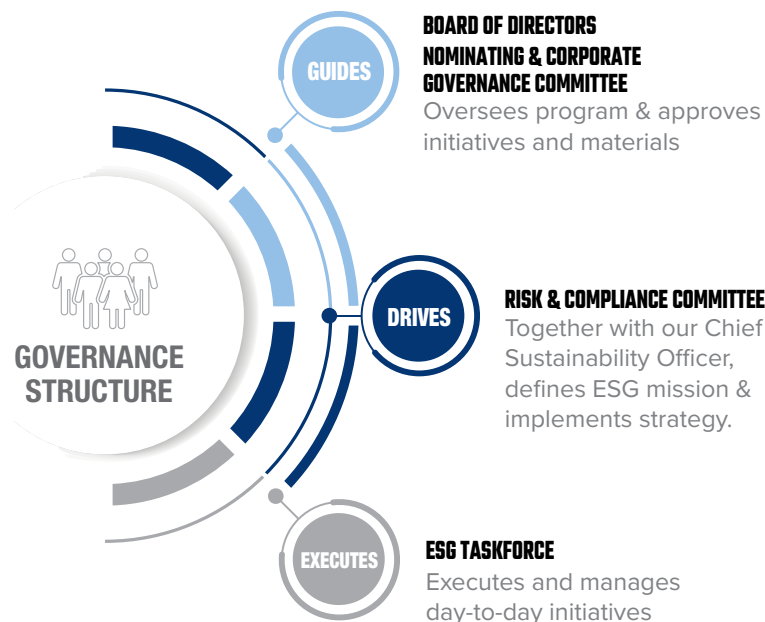 GUIDES
BOARD OF DIRECTORS
NOMINATING & CORPORATE
GOVERNANCE COMMITTEE
Oversees program & approves
initiatives and materials
GOVERNANCE
STRUCTURE
DRIVES
RISK & COMPLIANCE COMMITTEE
Together with our Chief
Sustainability Officer,
defines ESG mission &
implements strategy.
EXECUTES
ESG TASKFORCE
Executes and manages
day-to-day initiatives